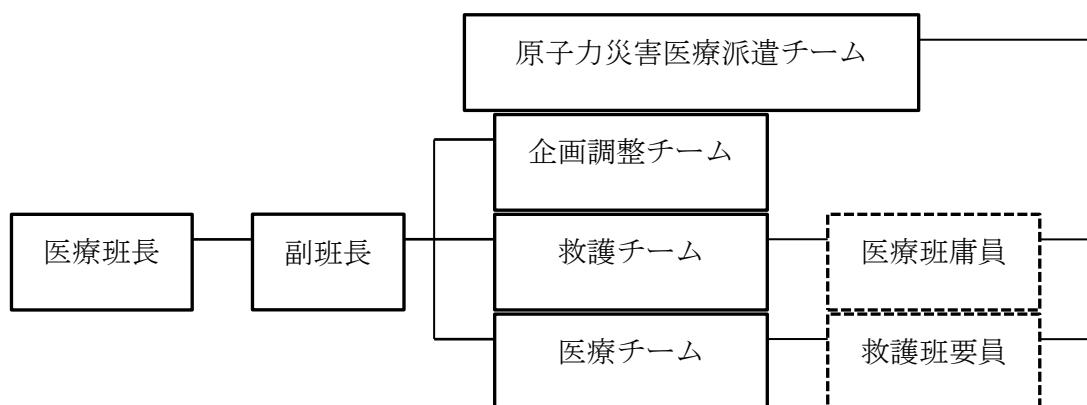 原子力災害医療派遣チーム
企画調整チーム
医療班長
副班長
救護チーム
医療班庸員
医療チーム
救護班要員